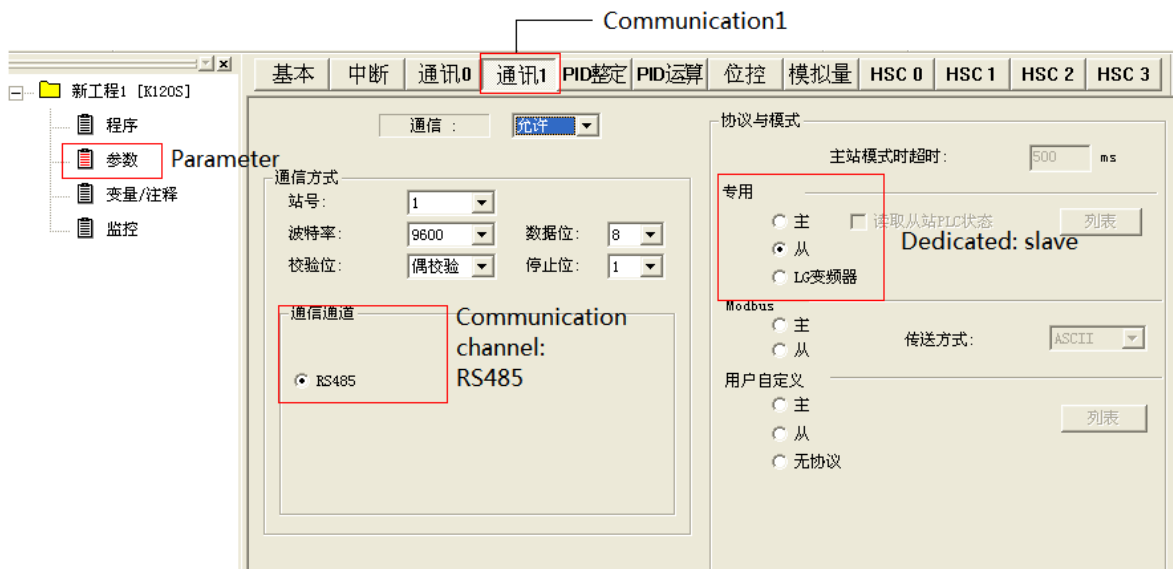 Communication1
基本 中断 通讯0 通讯1 PID整定 PID运算 位控 模拟量 HSC 0 HSC 1 HSC 2 HSC 3
新工程1 [K120S]
程序
参数 Parameter
变量/注释
监控
通信 : 允许
通信方式
站号: 1
波特率: 9600 数据位: 8
校验位: 偶校验 停止位: 1
通信通道
Communication
channel:
RS485
RS485
协议与模式
主站模式时超时: 500 ms
专用
主 读取从站PLC状态 列表
从
Dedicated: slave
LG变频器
Modbus
主
从
传送方式: ASCII
用户自定义
主
列表
从
无协议